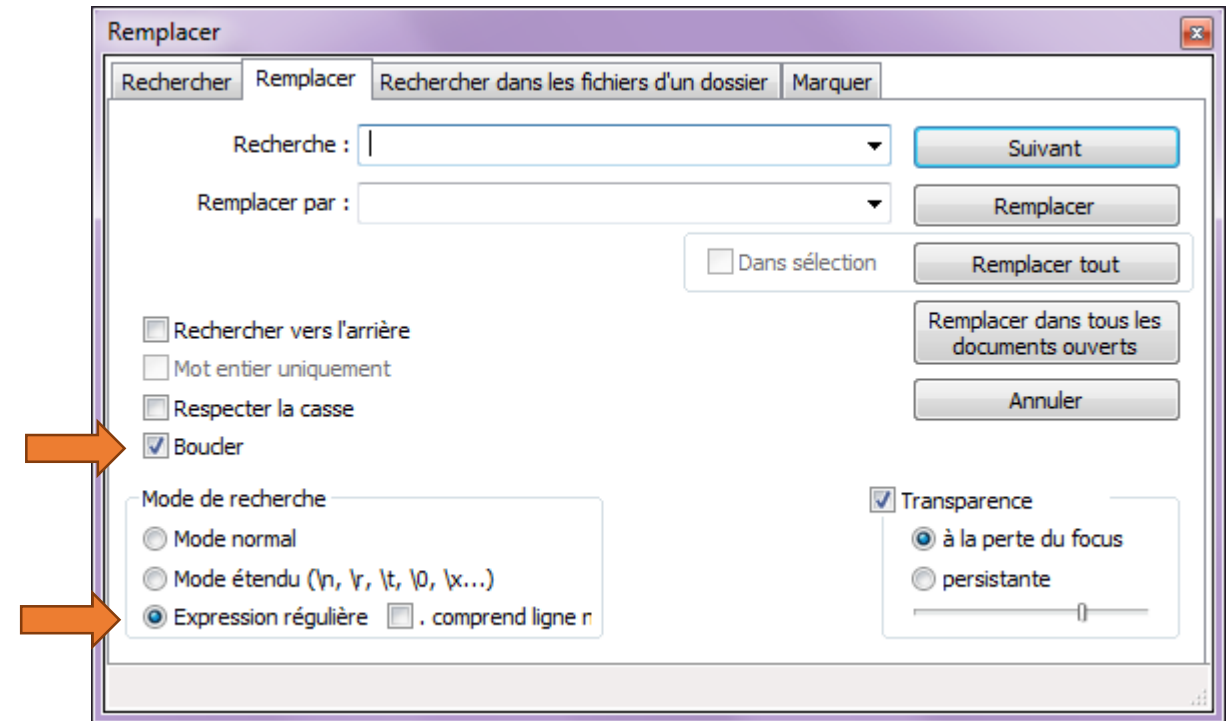 Remplacer
Rechercher
Remplacer
Rechercher dans les fichiers d'un dossier
Marquer
Recherche :
Suivant
Remplacer par :
Remplacer
Dans sélection
Remplacer tout
Rechercher vers l'arrière
Remplacer dans tous les
documents ouverts
Mot entier uniquement
Respecter la casse
Annuler
Boucler
Mode de recherche
Transparence
Mode normal
à la perte du focus
Mode étendu (\n, \r, \t, \0, \x...)
persistante
Expression régulière
. comprend ligne n